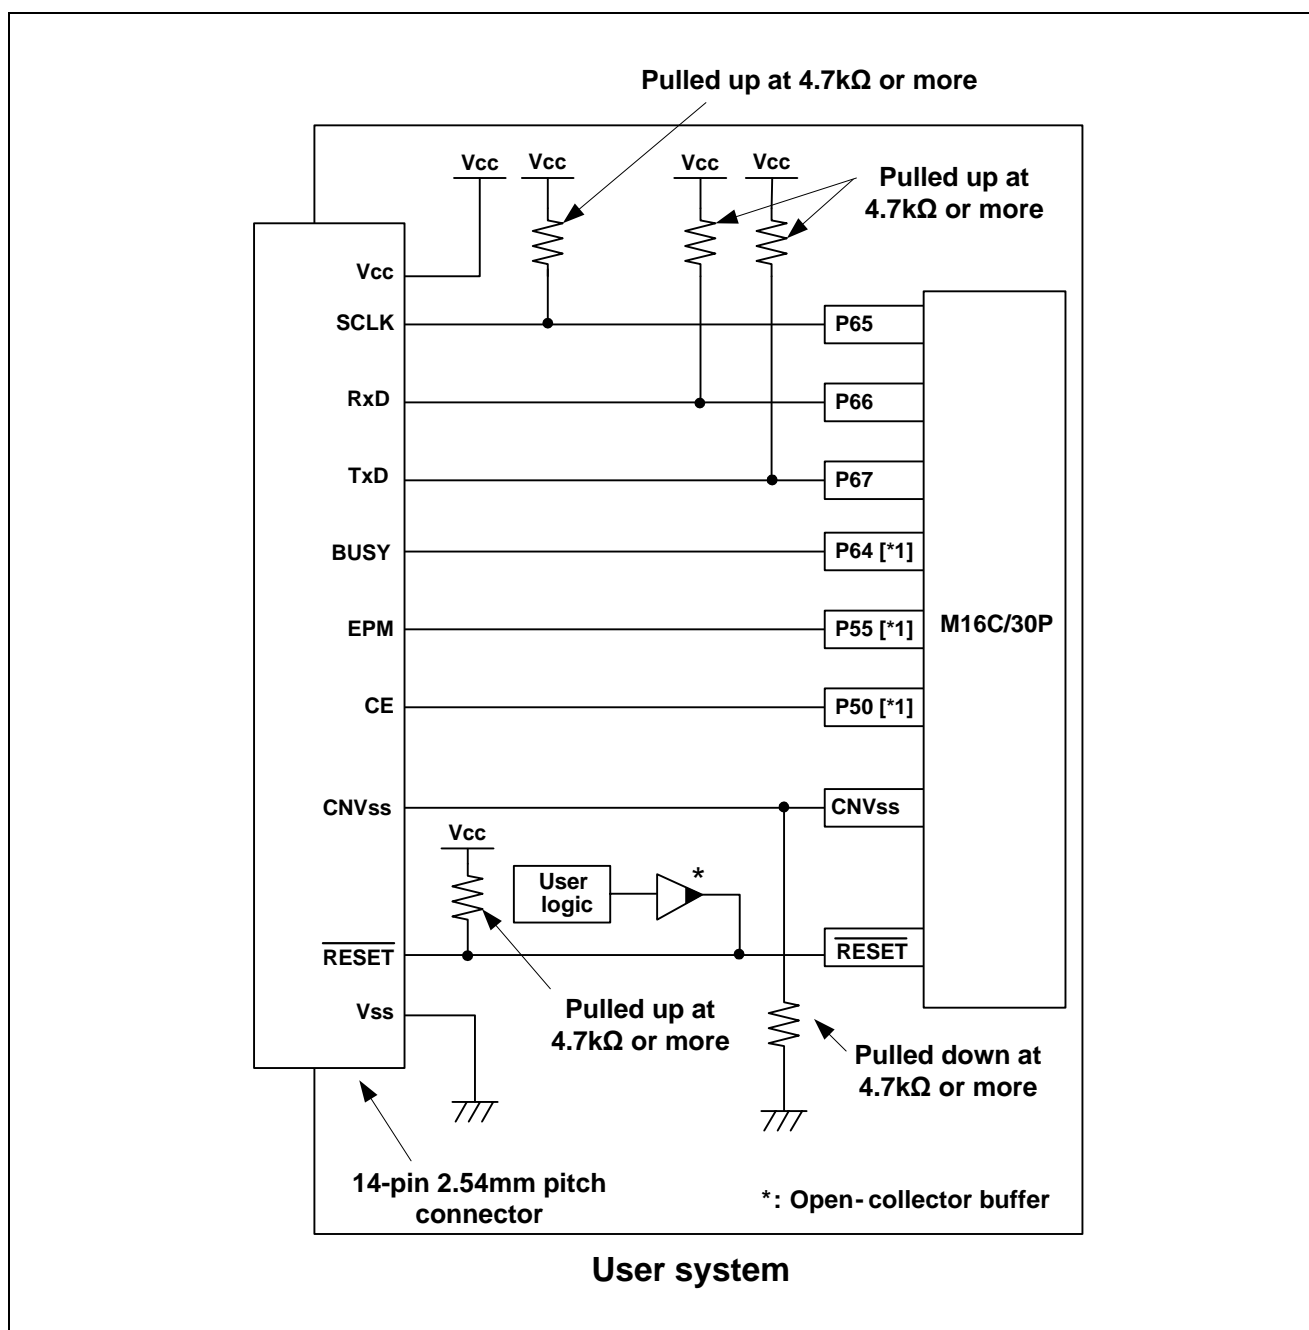 Pulled up at 4.7kΩ or more
Vcc
Vcc
Vcc
Vcc
Pulled up at
4.7kΩ or more
Vcc
SCLK
P65
RxD
P66
TxD
P67
BUSY
P64 [*1]
EPM
P55 [*1]
M16C/30P
CE
P50 [*1]
CNVss
CNVss
Vcc
User
logic
*
RESET
RESET
Vss
Pulled up at
4.7kΩ or more
Pulled down at
4.7kΩ or more
14-pin 2.54mm pitch
connector
*: Open-collector buffer
User system